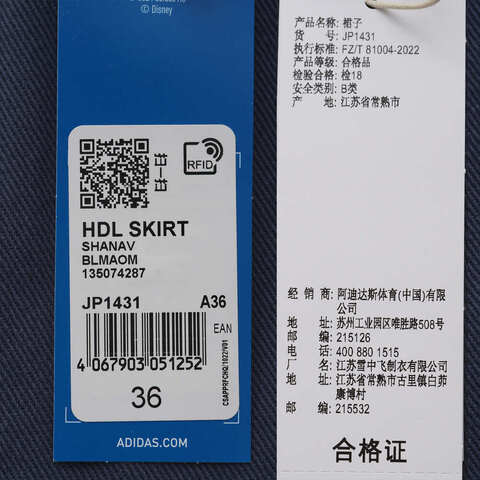 © Disney
RFID
HDL SKIRT
SHANAV
BLMAOM
135074287
JP1431 A36
EAN
4 067903 051252
CSAPPRFCHQ/1022/V01
36
ADIDAS.COM
产品名称: 裙子
货 号: JP1431
执行标准: FZ/T 81004-2022
产品等级: 合格品
检验合格: 检18
安全类别: B类
产 地: 江苏省常熟市
经 销 商: 阿迪达斯体育(中国)有限
公司
地 址: 苏州工业园区唯胜路508号
邮 编: 215126
电 话: 400 880 1515
厂 名: 江苏雪中飞制衣有限公司
地 址: 江苏省常熟市古里镇白茆
康博村
邮 编: 215532
合格证